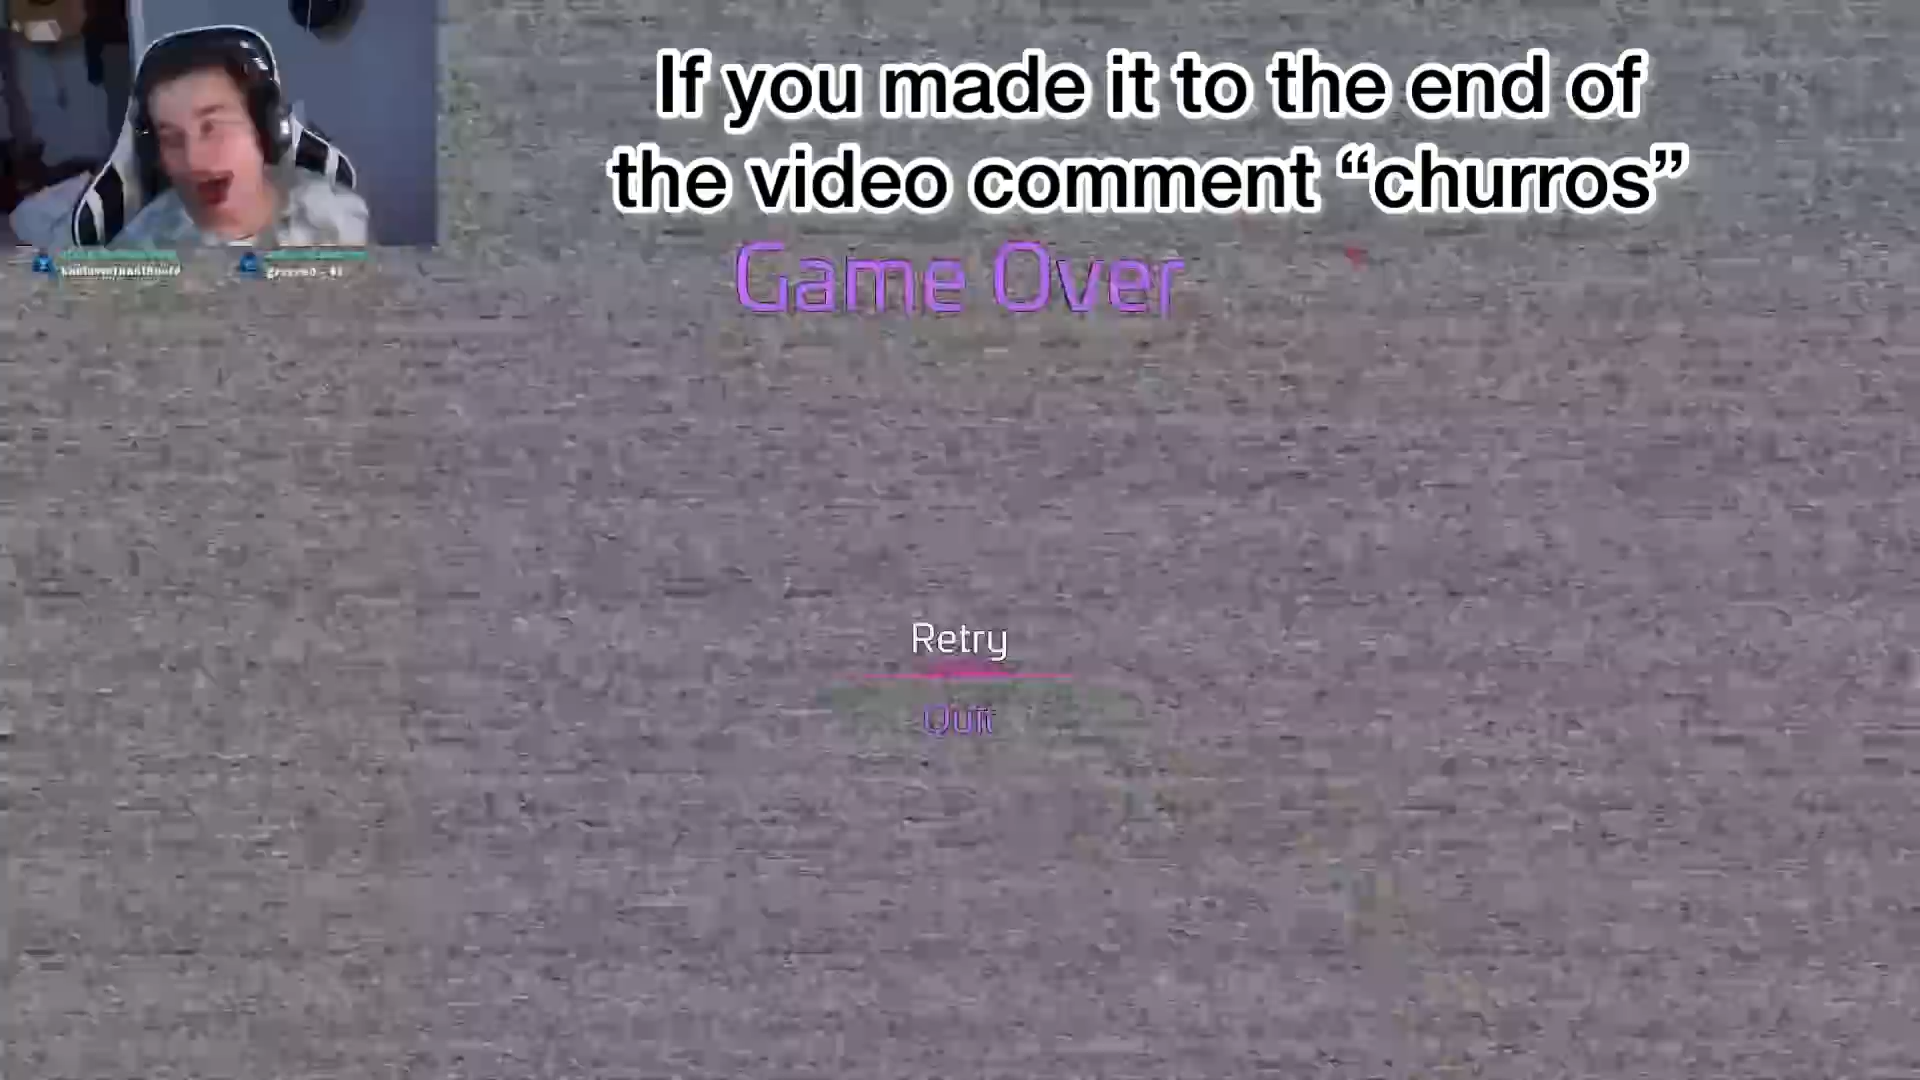 If you made it to the end of
the video comment “churros”
Game Over
Retry
Quit